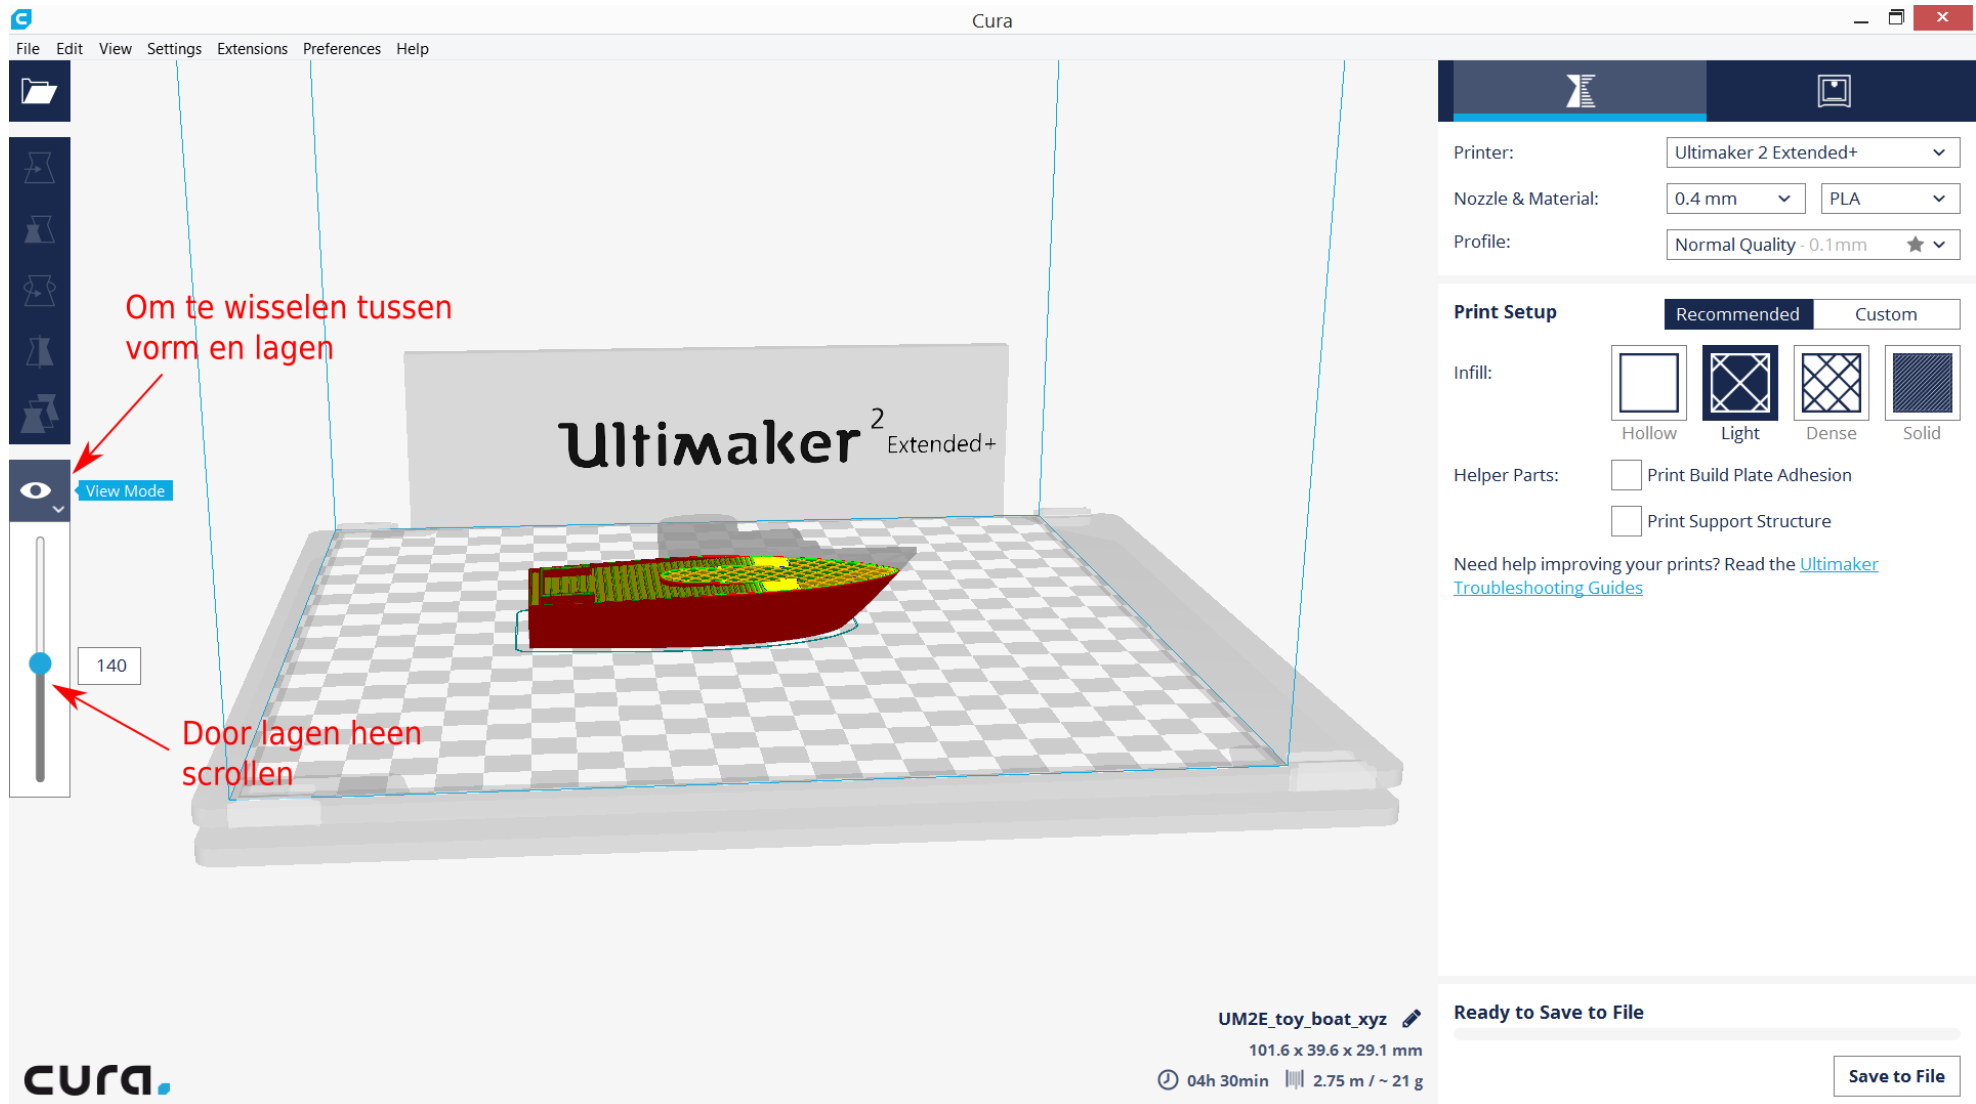 Cura
File Edit View Settings Extensions Preferences Help
Printer:
Ultimaker 2 Extended+
Nozzle & Material:
0.4 mm
PLA
Profile:
Normal Quality - 0.1mm
Print Setup
Recommended
Custom
Infill:
Hollow
Light
Dense
Solid
Helper Parts:
Print Build Plate Adhesion
Print Support Structure
Need help improving your prints? Read the Ultimaker
Troubleshooting Guides
Om te wisselen tussen
vorm en lagen
Ultimaker 2 Extended+
View Mode
140
Door lagen heen
scrollen
UM2E_toy_boat_xyz
101.6 x 39.6 x 29.1 mm
04h 30min
2.75 m / ~ 21 g
Ready to Save to File
Save to File
cura.